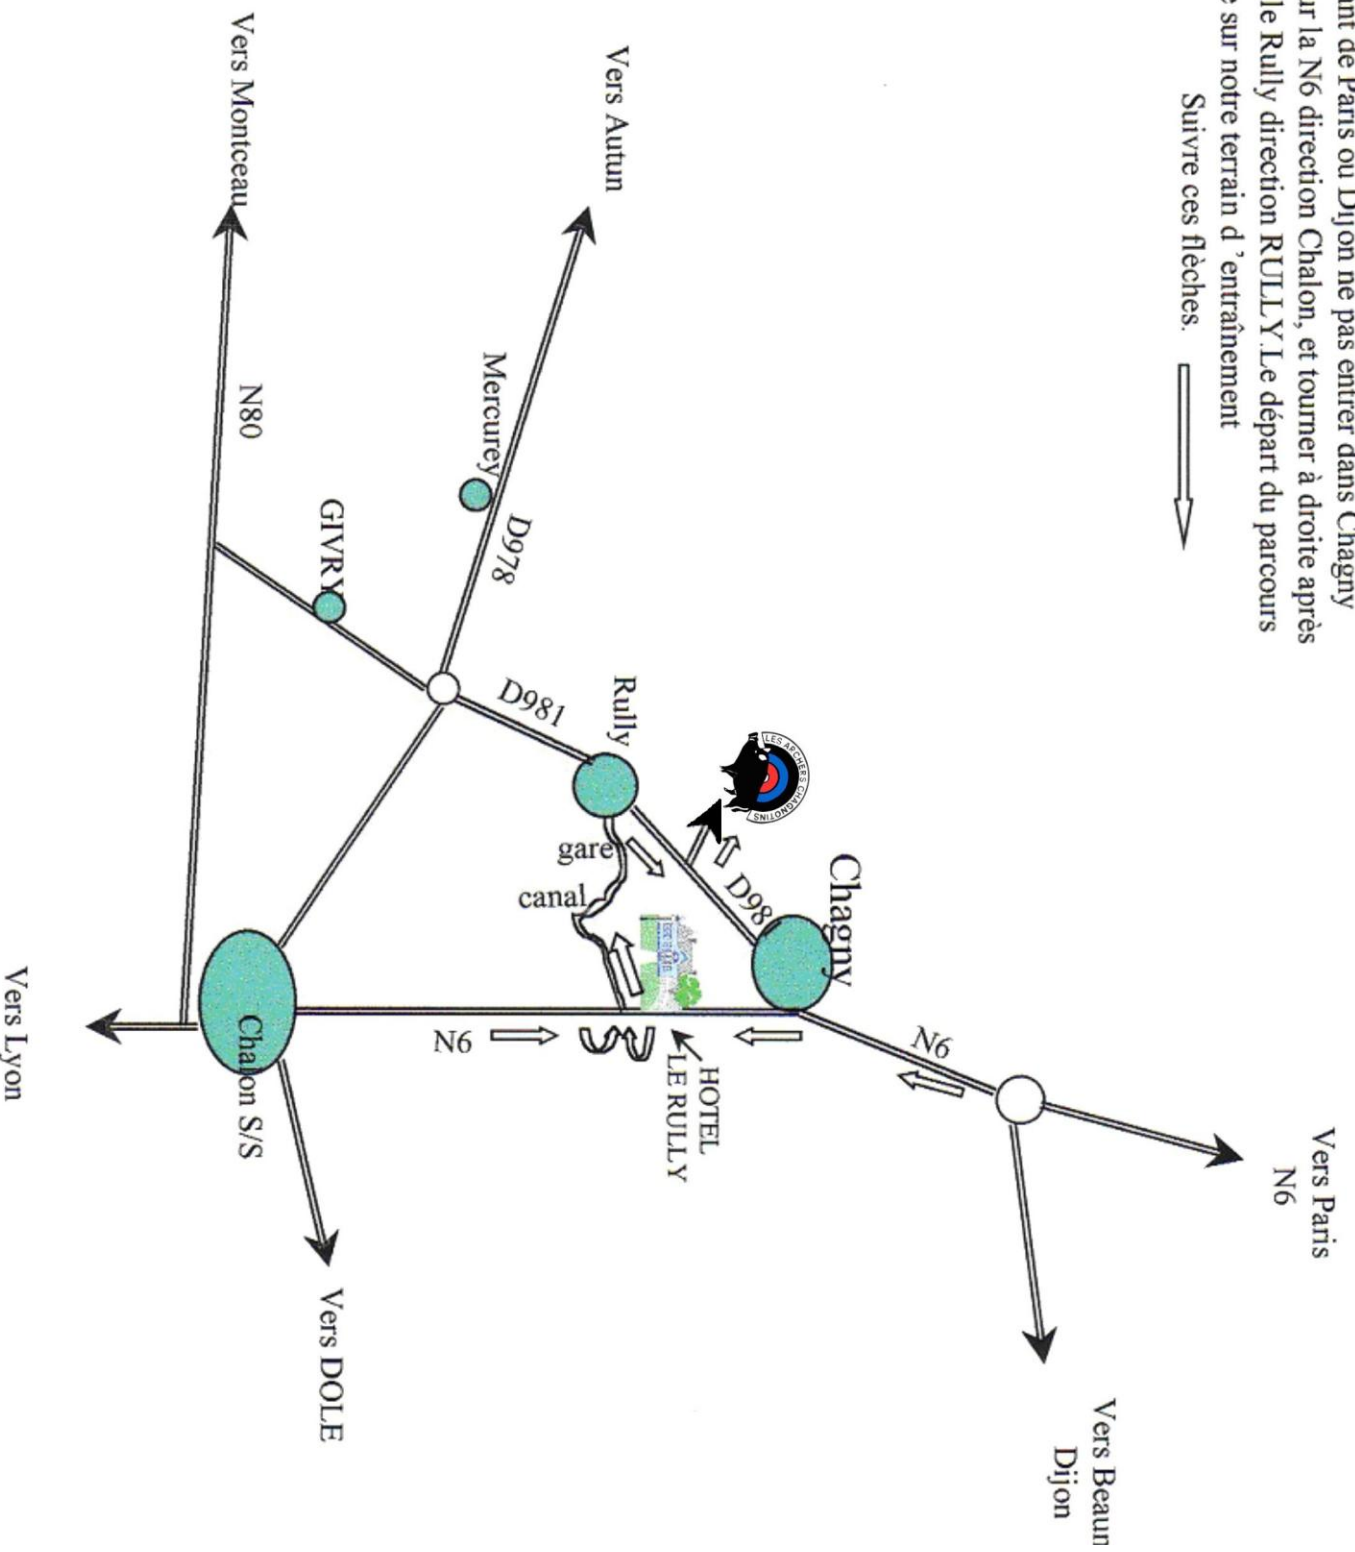 ant de Paris ou Dijon ne pas entrer dans Chagny
ur la N6 direction Chalon, et tourner à droite après
le Rully direction RULLY.Le départ du parcours
e sur notre terrain d ’entraînement
Suivre ces flèches.
Vers Paris
N6
Vers Beaun
Dijon
N6
Chagny
LES ARCHERS CHAGNOTINS
D98
HOTEL
LE RULLY
Rully
gare
canal
D981
N6
Vers Autun
Mercurey
D978
GIVRY
Vers Montceau
N80
Chalon S/S
Vers DOLE
Vers Lyon